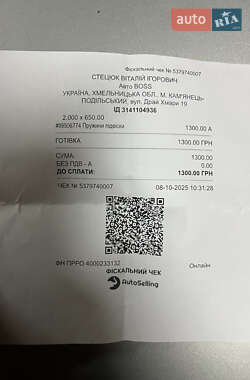 AUTO.RIA
Фіскальний чек № 5379740007
СТЕЦЮК ВІТАЛІЙ ІГОРОВИЧ
Авто BOSS
УКРАЇНА, ХМЕЛЬНИЦЬКА ОБЛ., М. КАМ'ЯНЕЦЬ-
ПОДІЛЬСЬКИЙ, вул. Драй Хмари 19
ІД 3141104936
2.000 x 650.00
#99506774 Пружини підвіски 1300.00 А
ГОТІВКА 1300.00 ГРН
СУМА: 1300.00
БЕЗ ПДВ - А 0.00
ДО СПЛАТИ: 1300.00 ГРН
ЧЕК № 5379740007 08-10-2025 10:31:28
ФН ПРРО 4000233132 Онлайн
ФІСКАЛЬНИЙ ЧЕК
AutoSelling